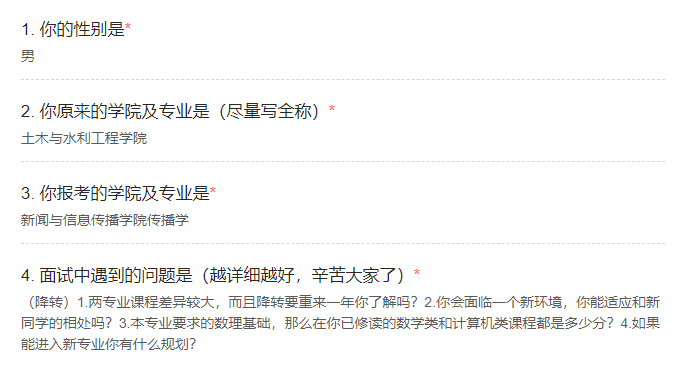 1. 你的性别是*
男
2. 你原来的学院及专业是（尽量写全称）*
土木与水利工程学院
3. 你报考的学院及专业是*
新闻与信息传播学院传播学
4. 面试中遇到的问题是（越详细越好，辛苦大家了）*
（降转）1.两专业课程差异较大，而且降转要重来一年你了解吗？2.你会面临一个新环境，你能适应和新
同学的相处吗？3.本专业要求的数理基础，那么在你已修读的数学类和计算机类课程都是多少分？4.如果
能进入新专业你有什么规划？